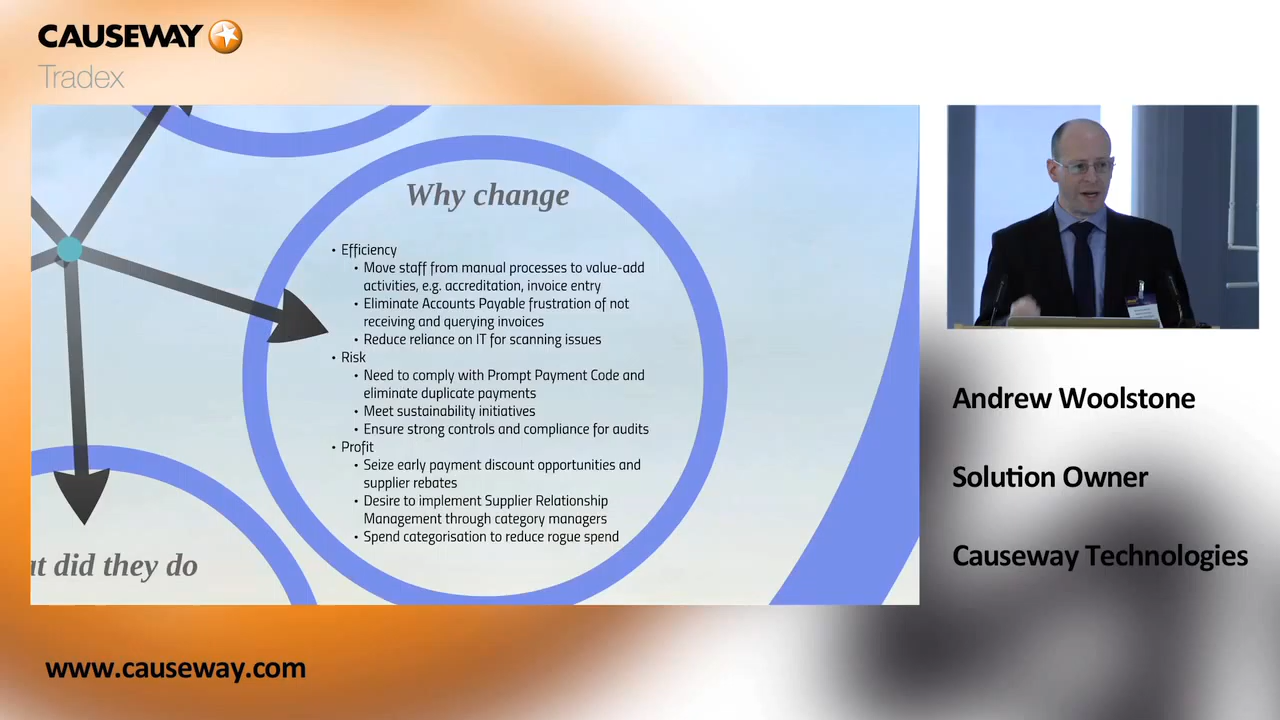 CAUSEWAY
Tradex
Why change
• Efficiency
• Move staff from manual processes to value-add
activities, e.g. accreditation, invoice entry
• Eliminate Accounts Payable frustration of not
receiving and querying invoices
• Reduce reliance on IT for scanning issues
• Risk
• Need to comply with Prompt Payment Code and
eliminate duplicate payments
• Meet sustainability initiatives
• Ensure strong controls and compliance for audits
• Profit
• Seize early payment discount opportunities and
supplier rebates
• Desire to implement Supplier Relationship
Management through category managers
• Spend categorisation to reduce rogue spend
did they do
Andrew Woolstone
Solution Owner
Causeway Technologies
www.causeway.com